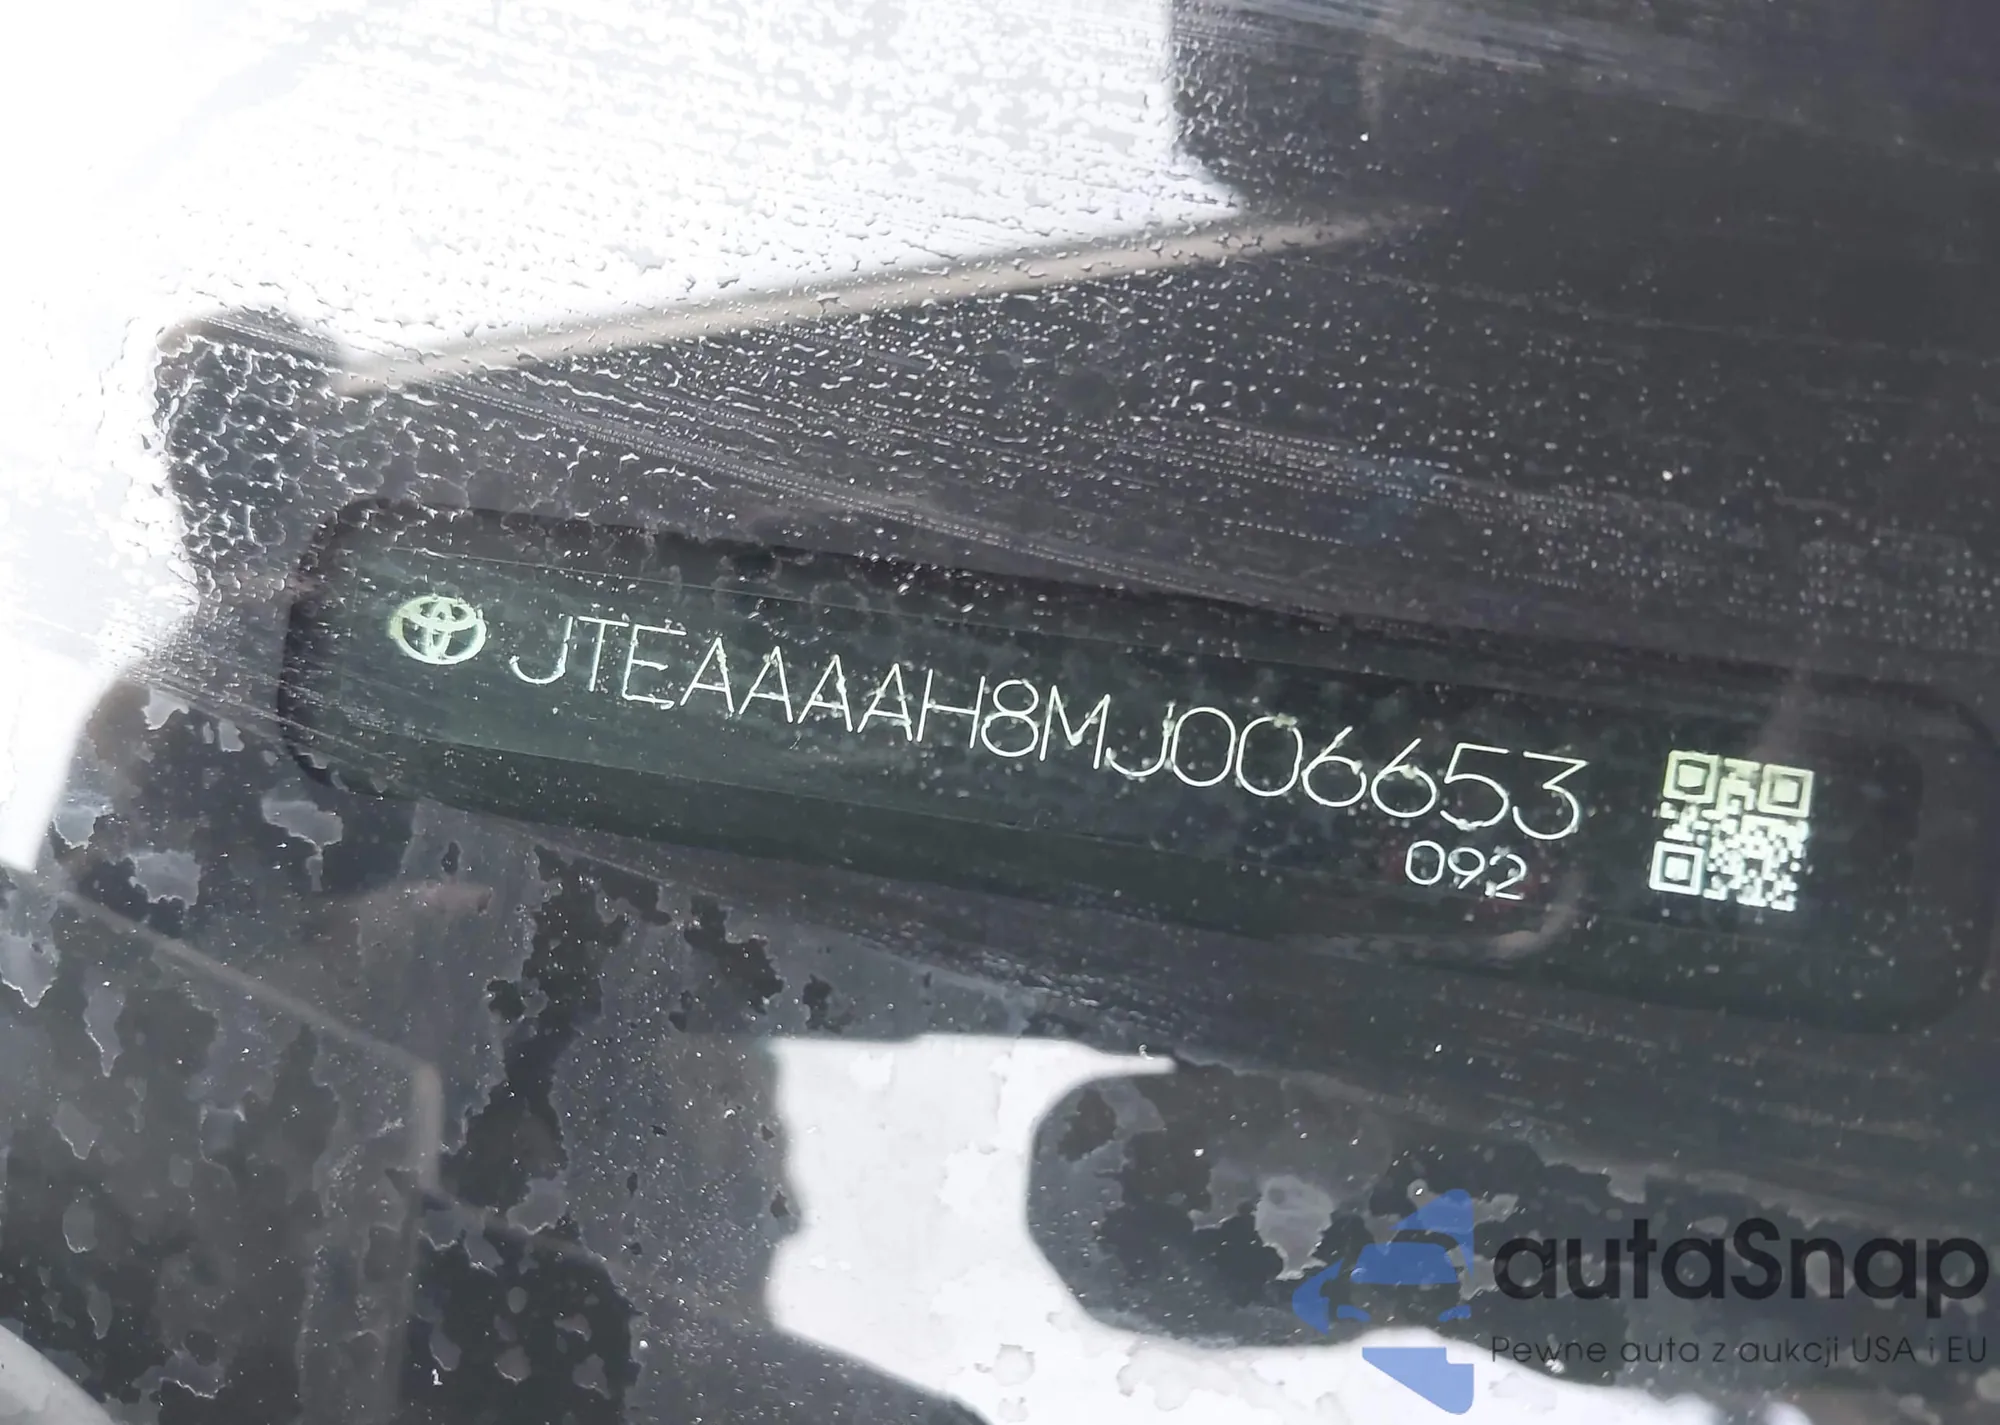 JTEAAAAH8MJ006653
092
autaSnap
Pewne auta z aukcji USA i EU